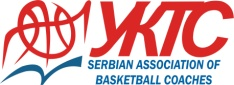 УКТС
SERBIAN ASSOCIATION OF
BASKETBALL COACHES